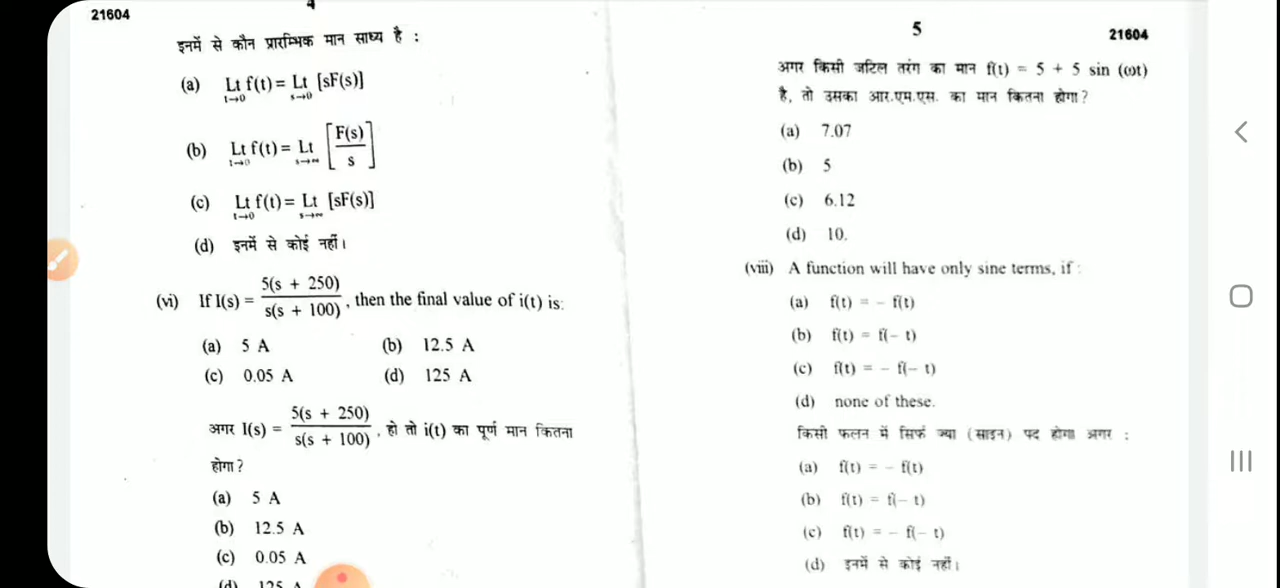 21604
4
इनमें से कौन प्रारम्भिक मान साध्य है :
(a) Lt f(t) = Lt [sF(s)]
t→0 s→0
(b) Lt f(t) = Lt [F(s)/s]
t→0 s→∞
(c) Lt f(t) = Lt [sF(s)]
t→0 s→∞
(d) इनमें से कोई नहीं।
(vi) If I(s) = 5(s + 250)/s(s + 100), then the final value of i(t) is:
(a) 5 A (b) 12.5 A
(c) 0.05 A (d) 125 A
अगर I(s) = 5(s + 250)/s(s + 100), हो तो i(t) का पूर्ण मान कितना
होगा?
(a) 5 A
(b) 12.5 A
(c) 0.05 A
(d) 125 A
5
21604
अगर किसी जटिल तरंग का मान f(t) = 5 + 5 sin (ωt)
है, तो उसका आर.एम.एस. का मान कितना होगा?
(a) 7.07
(b) 5
(c) 6.12
(d) 10.
(viii) A function will have only sine terms, if :
(a) f(t) = – f(t)
(b) f(t) = f(– t)
(c) f(t) = – f(– t)
(d) none of these.
किसी फलन में सिर्फ ज्या (साइन) पद होगा अगर :
(a) f(t) = – f(t)
(b) f(t) = f(– t)
(c) f(t) = – f(– t)
(d) इनमें से कोई नहीं।